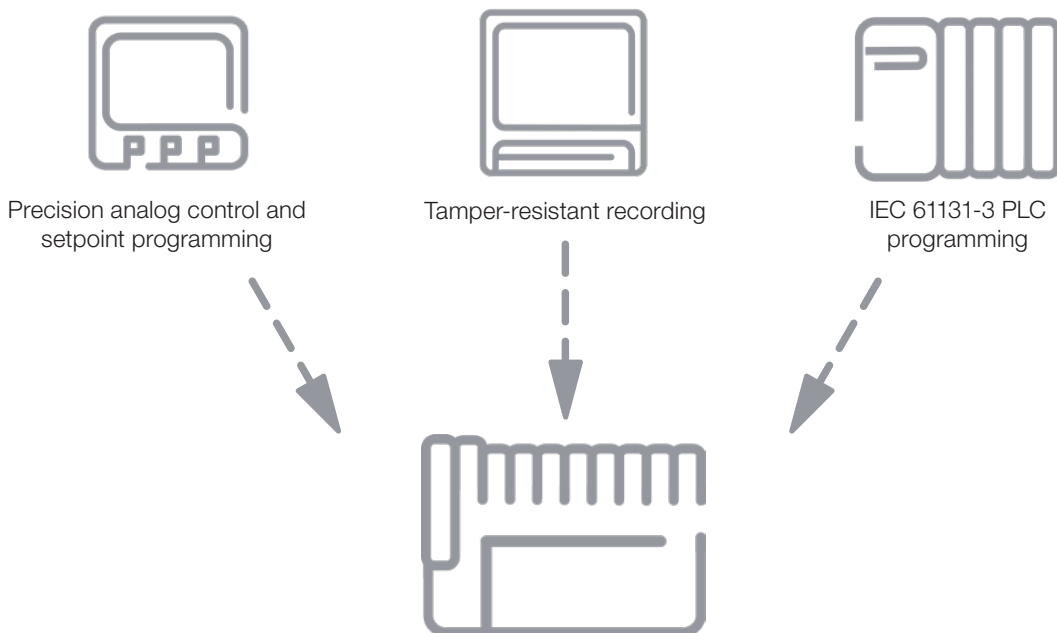 Precision analog control and
setpoint programming
Tamper-resistant recording
IEC 61131-3 PLC
programming